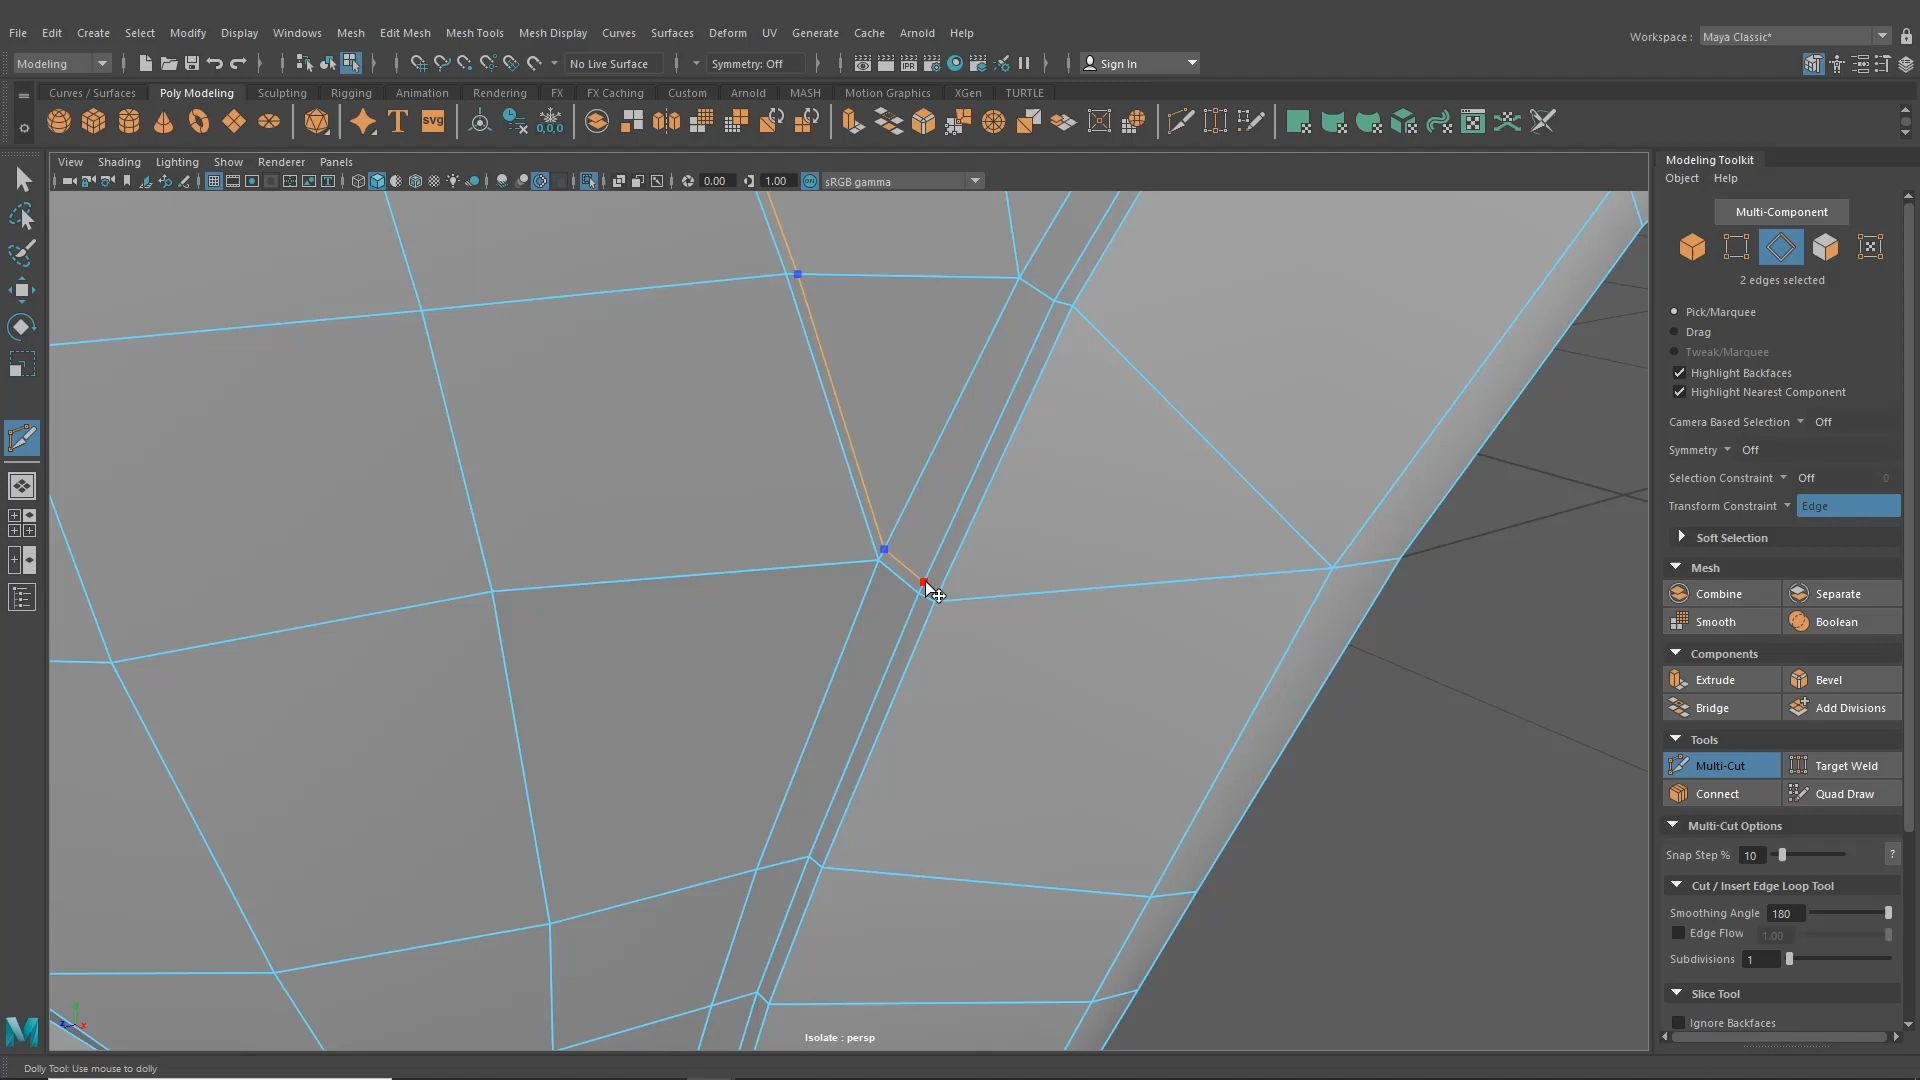 File Edit Create Select Modify Display Windows Mesh Edit Mesh Mesh Tools Mesh Display Curves Surfaces Deform UV Generate Cache Arnold Help
Workspace : Maya Classic*
Modeling No Live Surface Symmetry: Off Sign In
Curves / Surfaces Poly Modeling Sculpting Rigging Animation Rendering FX FX Caching Custom Arnold MASH Motion Graphics XGen TURTLE
T svg 0,0,0
View Shading Lighting Show Renderer Panels
0.00 1.00 ON sRGB gamma
Modeling Toolkit
Object Help
Multi-Component
2 edges selected
Pick/Marquee
Drag
Tweak/Marquee
Highlight Backfaces
Highlight Nearest Component
Camera Based Selection Off
Symmetry Off
Selection Constraint Off 0
Transform Constraint Edge
Soft Selection
Mesh
Combine Separate
Smooth Boolean
Components
Extrude Bevel
Bridge Add Divisions
Tools
Multi-Cut Target Weld
Connect Quad Draw
Multi-Cut Options
Snap Step % 10 ?
Cut / Insert Edge Loop Tool
Smoothing Angle 180
Edge Flow 1.00
Subdivisions 1
Slice Tool
Ignore Backfaces
Isolate : persp
Dolly Tool: Use mouse to dolly